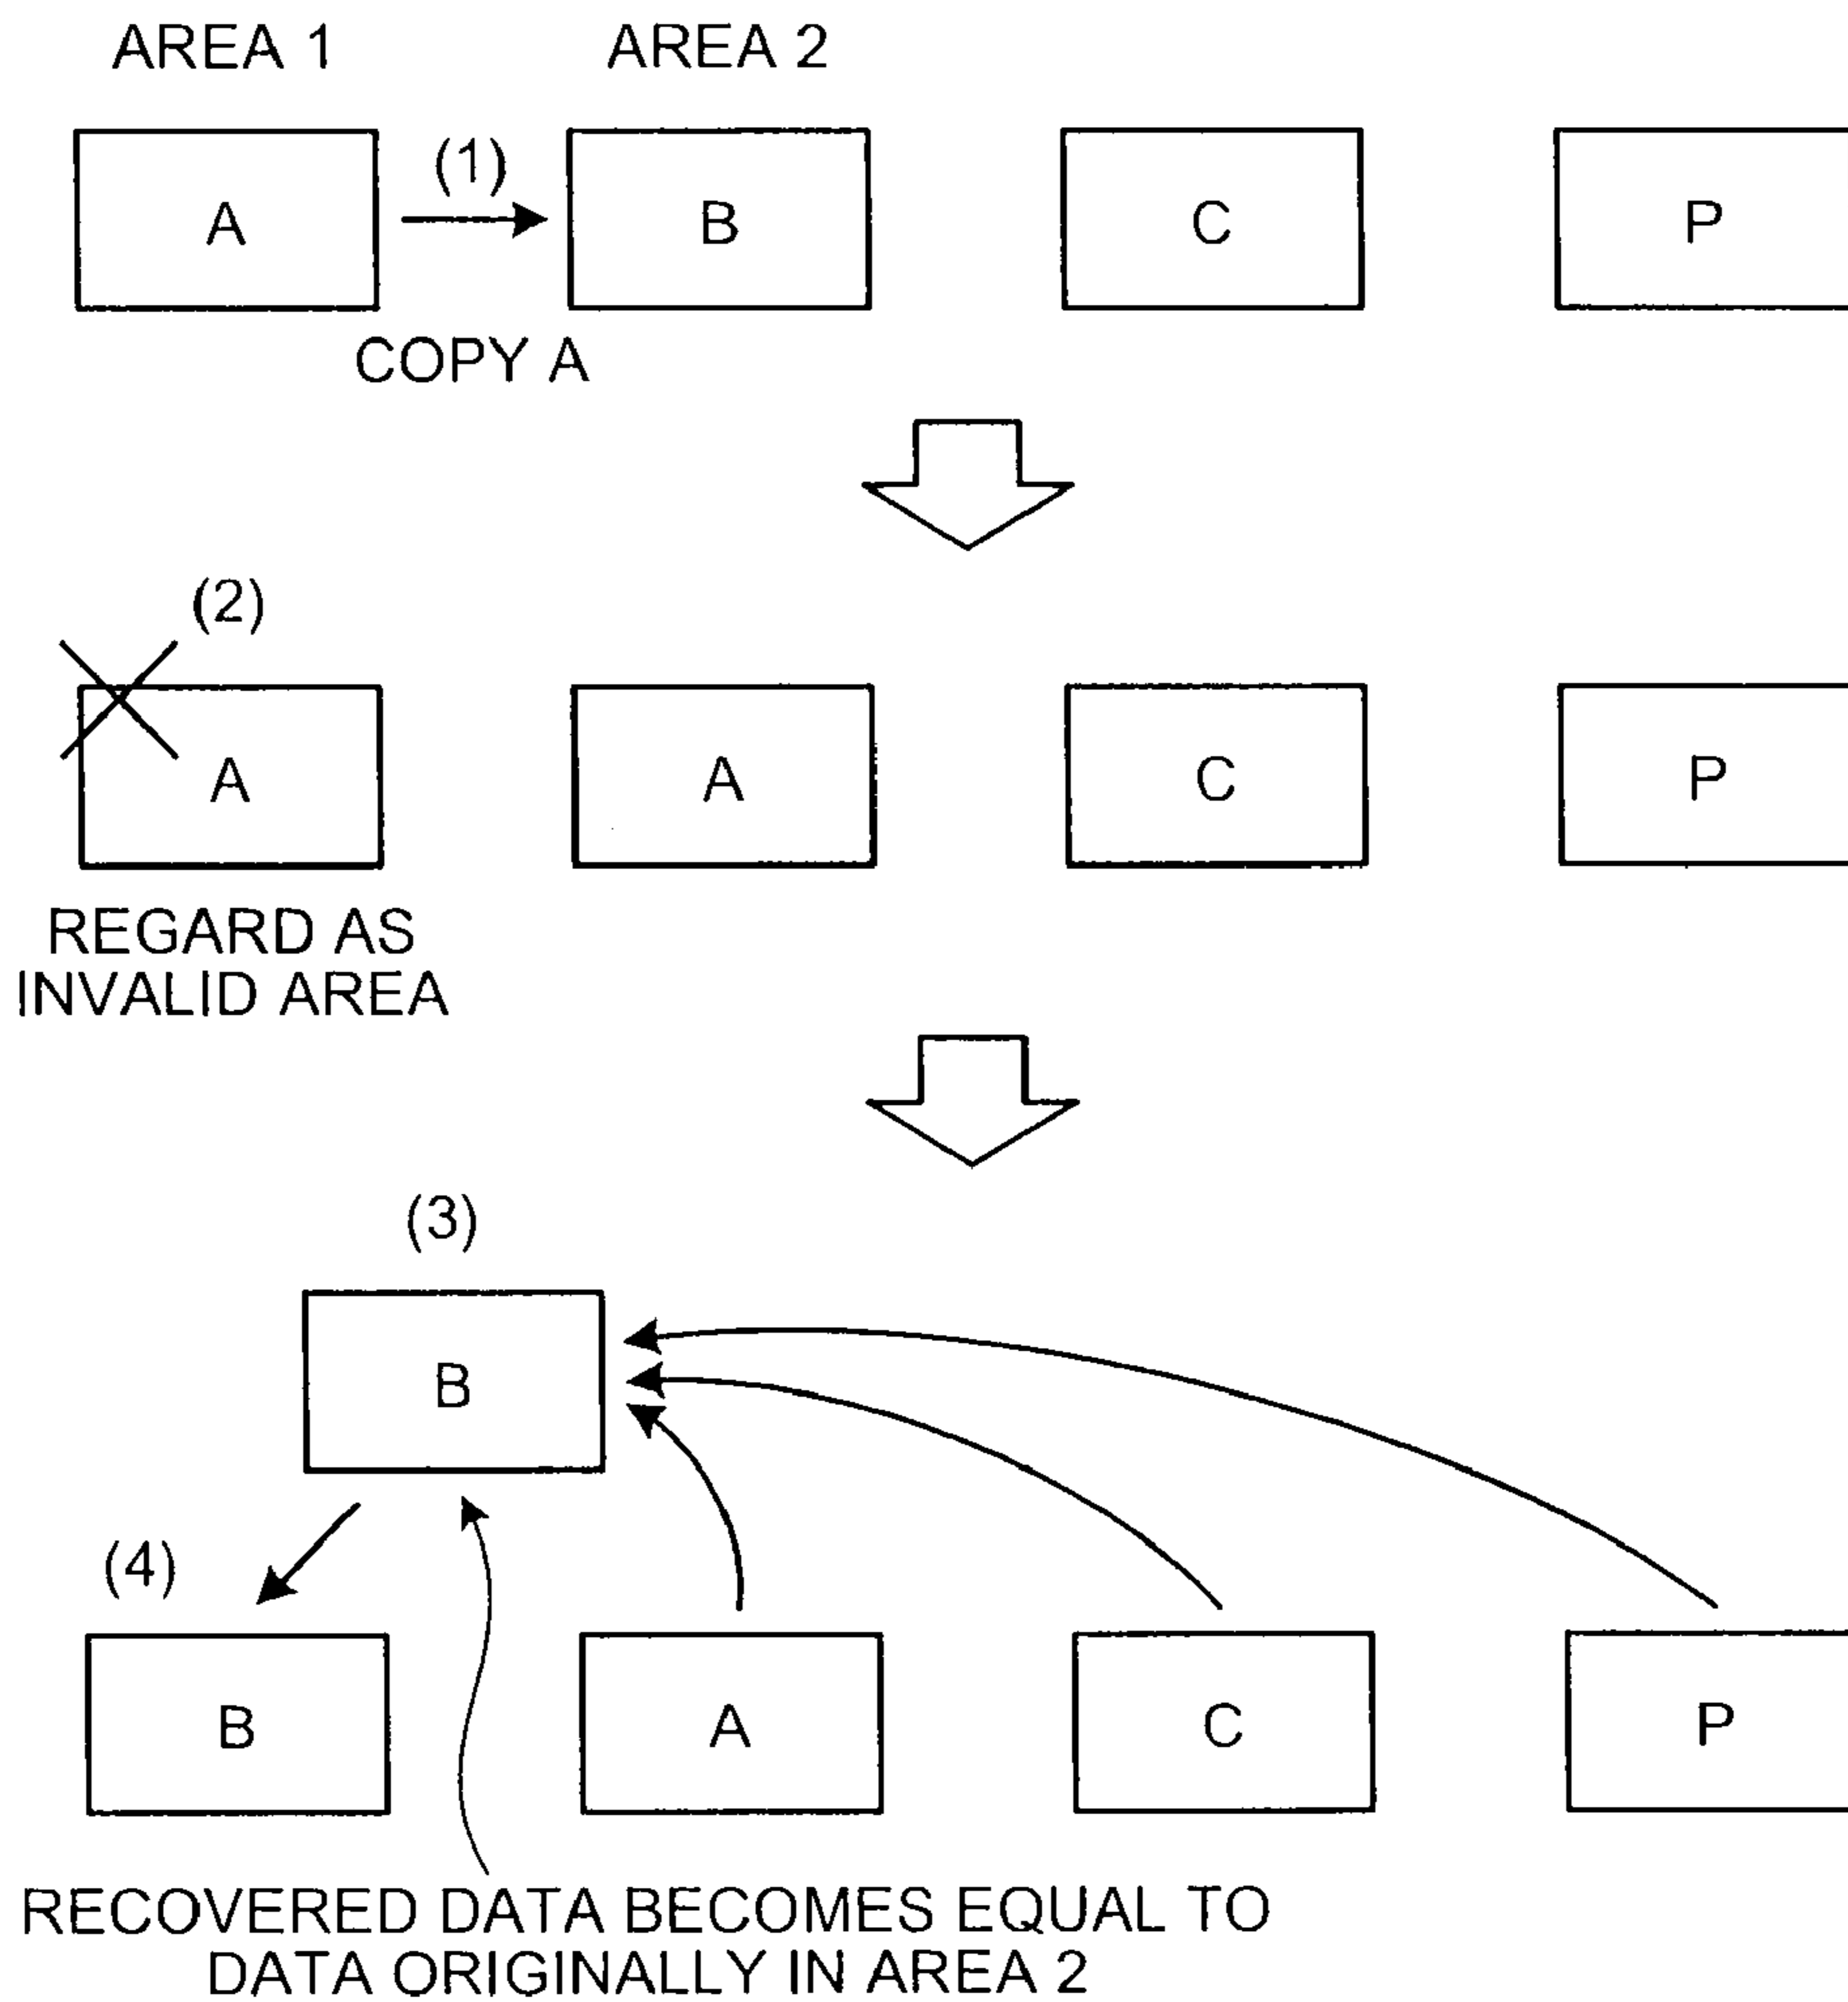 AREA 1 AREA 2
(1)
A B C P
COPY A
(2)
A A C P
REGARD AS
INVALID AREA
(3)
B
(4)
B A C P
RECOVERED DATA BECOMES EQUAL TO
DATA ORIGINALLY IN AREA 2